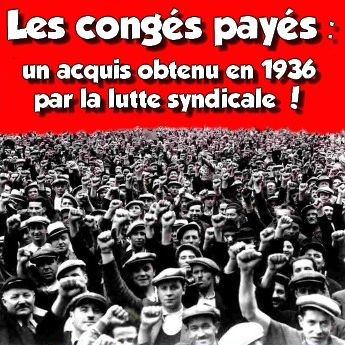 Les congés payés :
un acquis obtenu en 1936
par la lutte syndicale !